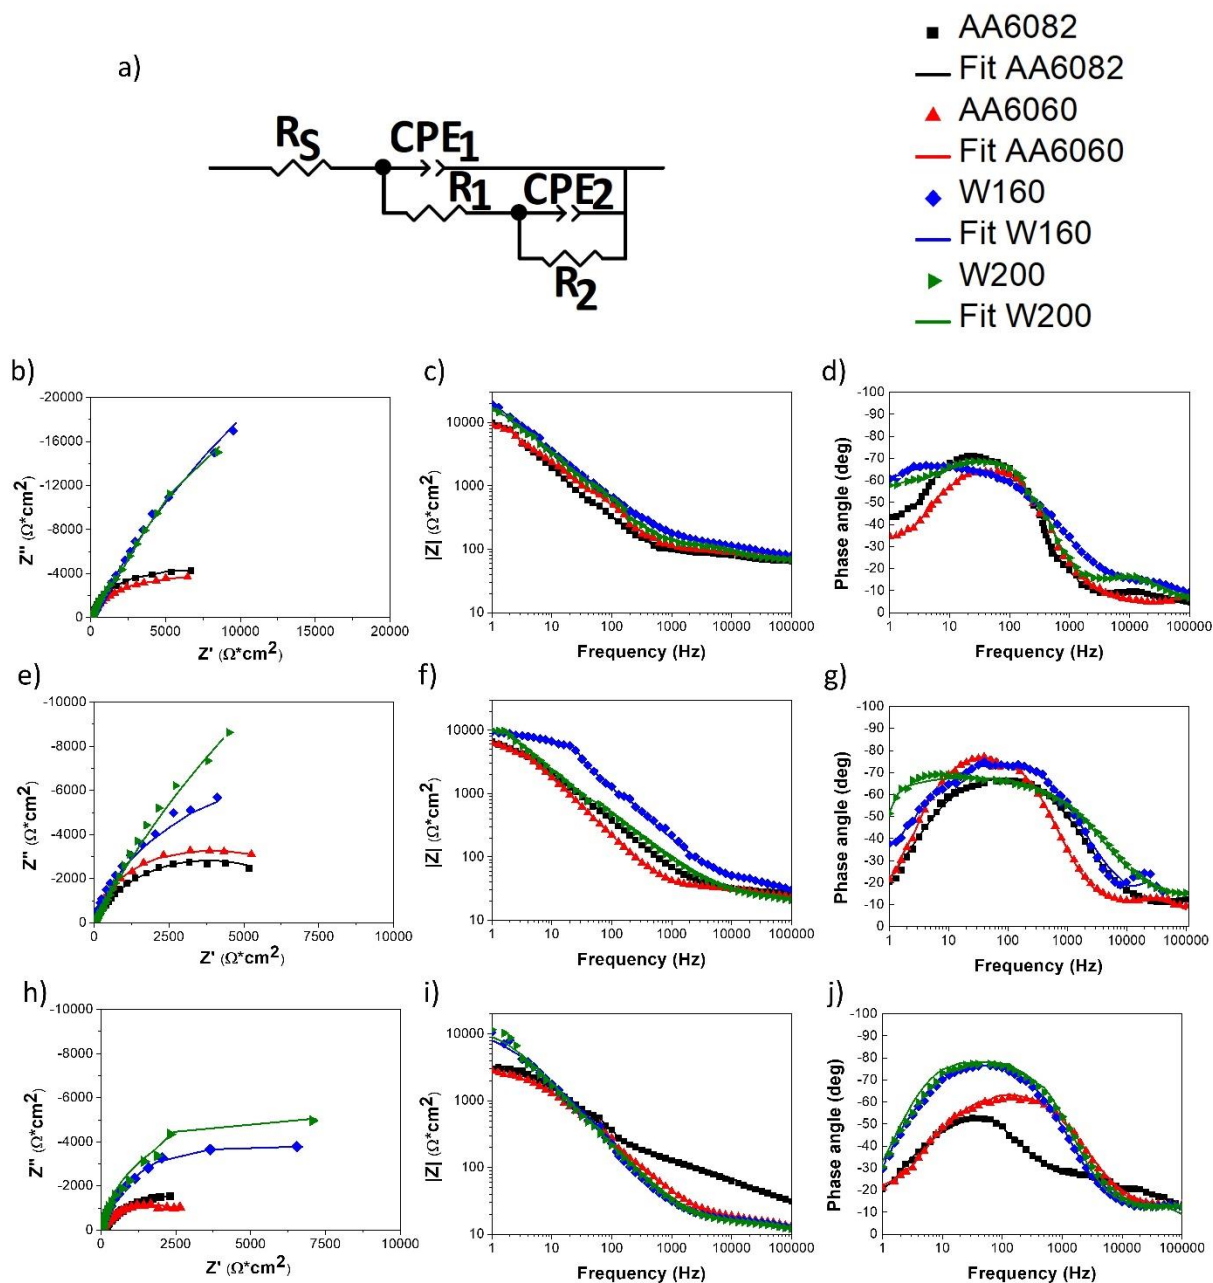 a)
R_S
CPE_1
R_1
CPE_2
R_2
AA6082
Fit AA6082
AA6060
Fit AA6060
W160
Fit W160
W200
Fit W200
b)
-20000
-16000
-12000
-8000
-4000
0
Z'' (Ω*cm2)
0 5000 10000 15000 20000
Z' (Ω*cm2)
c)
10000
1000
100
10
|Z| (Ω*cm2)
1 10 100 1000 10000 100000
Frequency (Hz)
d)
-100
-90
-80
-70
-60
-50
-40
-30
-20
-10
0
Phase angle (deg)
1 10 100 1000 10000 100000
Frequency (Hz)
e)
-10000
-8000
-6000
-4000
-2000
0
Z'' (Ω*cm2)
0 2500 5000 7500 10000
Z' (Ω*cm2)
f)
10000
1000
100
10
|Z| (Ω*cm2)
1 10 100 1000 10000 100000
Frequency (Hz)
g)
-100
-90
-80
-70
-60
-50
-40
-30
-20
-10
0
Phase angle (deg)
1 10 100 1000 10000 100000
Frequency (Hz)
h)
-10000
-8000
-6000
-4000
-2000
0
Z'' (Ω*cm2)
0 2500 5000 7500 10000
Z' (Ω*cm2)
i)
10000
1000
100
10
|Z| (Ω*cm2)
1 10 100 1000 10000 100000
Frequency (Hz)
j)
-100
-90
-80
-70
-60
-50
-40
-30
-20
-10
0
Phase angle (deg)
1 10 100 1000 10000 100000
Frequency (Hz)